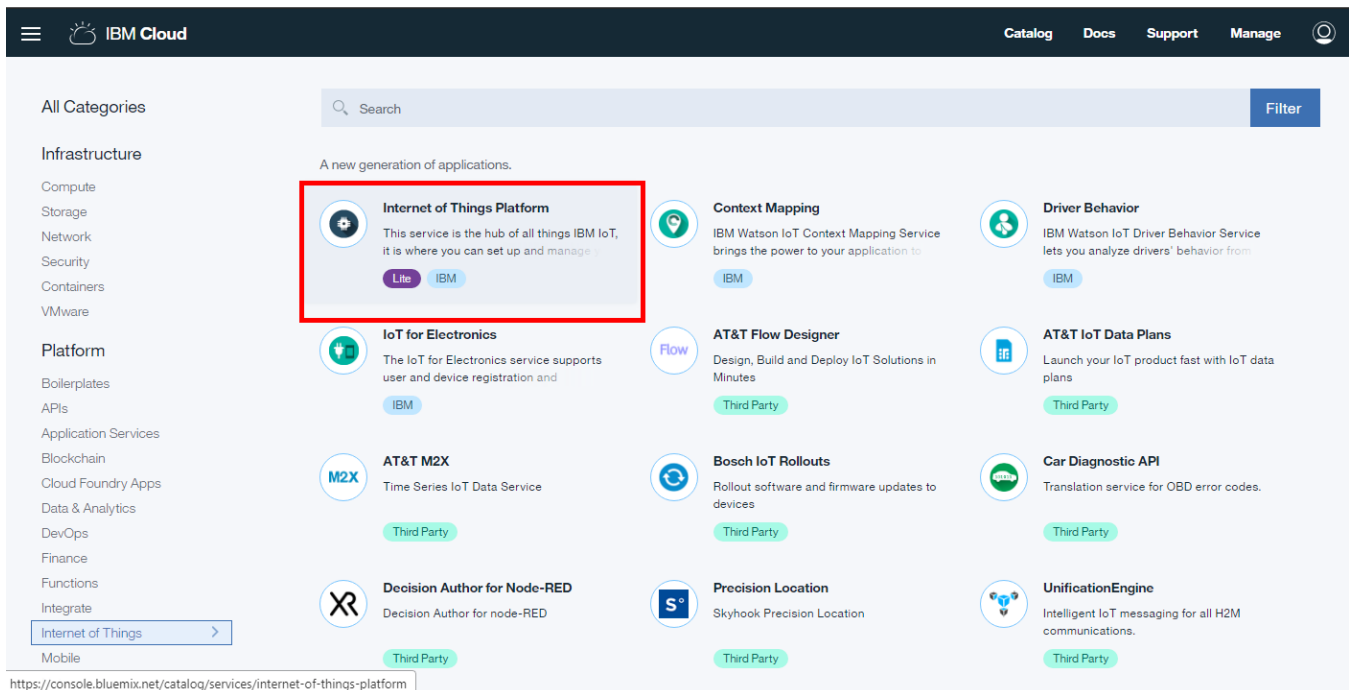 IBM Cloud
Catalog
Docs
Support
Manage
All Categories
Infrastructure
Compute
Storage
Network
Security
Containers
VMware
Platform
Boilerplates
APIs
Application Services
Blockchain
Cloud Foundry Apps
Data & Analytics
DevOps
Finance
Functions
Integrate
Internet of Things
Mobile
Search
Filter
A new generation of applications.
Internet of Things Platform
This service is the hub of all things IBM IoT,
it is where you can set up and manage
Lite
IBM
Context Mapping
IBM Watson IoT Context Mapping Service
brings the power to your application to
IBM
Driver Behavior
IBM Watson IoT Driver Behavior Service
lets you analyze drivers' behavior from
IBM
IoT for Electronics
The IoT for Electronics service supports
user and device registration and
IBM
Flow
AT&T Flow Designer
Design, Build and Deploy IoT Solutions in
Minutes
Third Party
AT&T IoT Data Plans
Launch your IoT product fast with IoT data
plans
Third Party
M2X
AT&T M2X
Time Series IoT Data Service
Third Party
Bosch IoT Rollouts
Rollout software and firmware updates to
devices
Third Party
Car Diagnostic API
Translation service for OBD error codes.
Third Party
XR
Decision Author for Node-RED
Decision Author for node-RED
Third Party
S°
Precision Location
Skyhook Precision Location
Third Party
UnificationEngine
Intelligent IoT messaging for all H2M
communications.
Third Party
https://console.bluemix.net/catalog/services/internet-of-things-platform